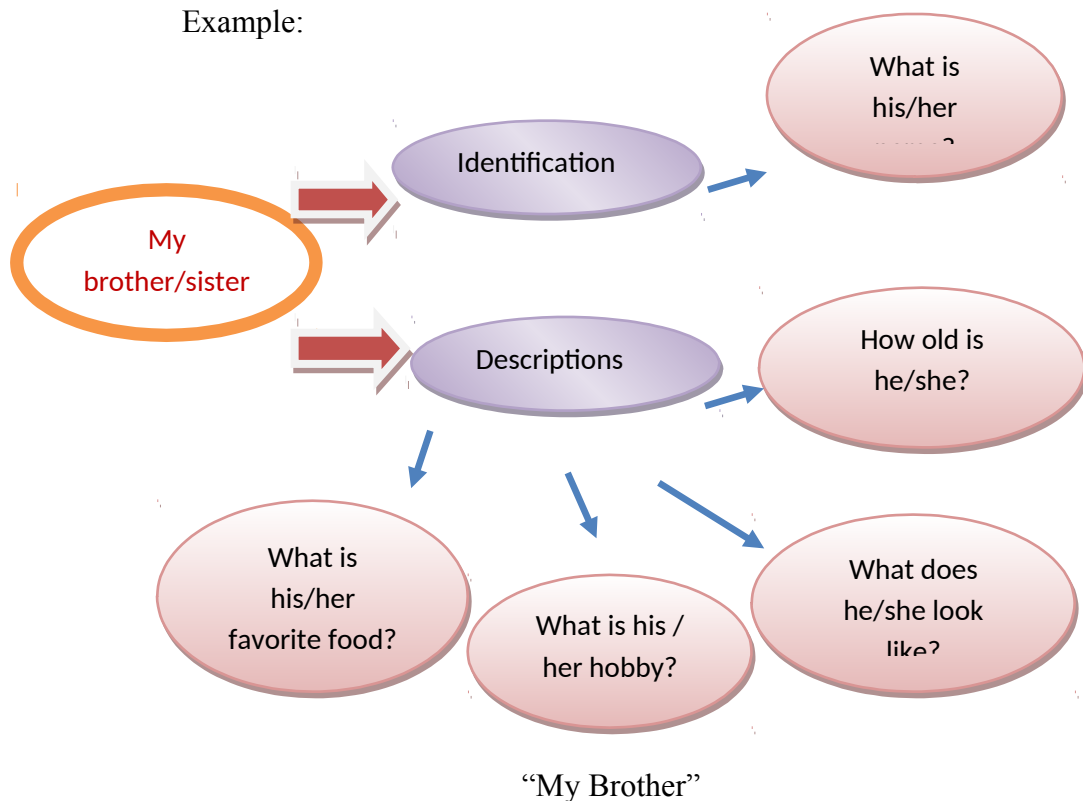 Example:
What is
his/her
Identification
My
brother/sister
How old is
he/she?
Descriptions
What is
his/her
favorite food?
What is his /
her hobby?
What does
he/she look
like?
“My Brother”